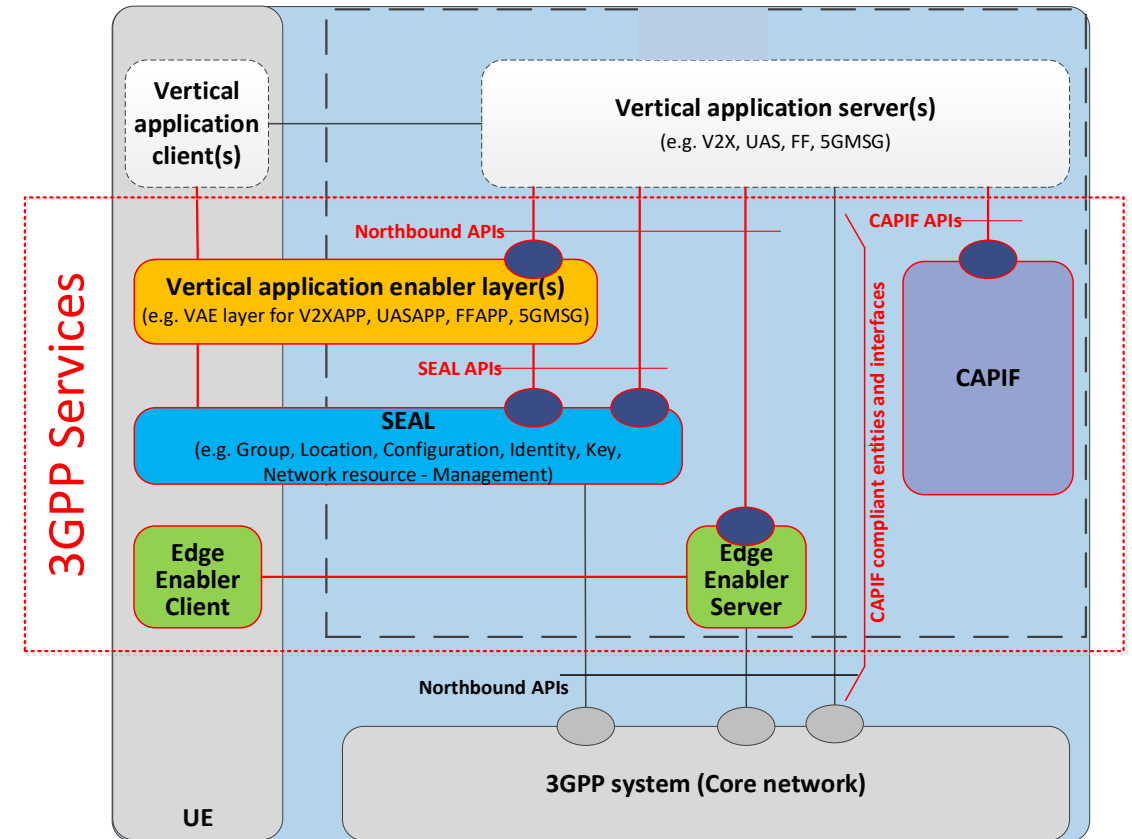 Vertical
application
client(s)
Vertical application server(s)
(e.g. V2X, UAS, FF, 5GMSG)
Northbound APIs
CAPIF APIs
Vertical application enabler layer(s)
(e.g. VAE layer for V2XAPP, UASAPP, FFAPP, 5GMSG)
SEAL APIs
CAPIF
SEAL
(e.g. Group, Location, Configuration, Identity, Key,
Network resource - Management)
3GPP Services
CAPIF compliant entities and interfaces
Edge
Enabler
Client
Edge
Enabler
Server
Northbound APIs
3GPP system (Core network)
UE